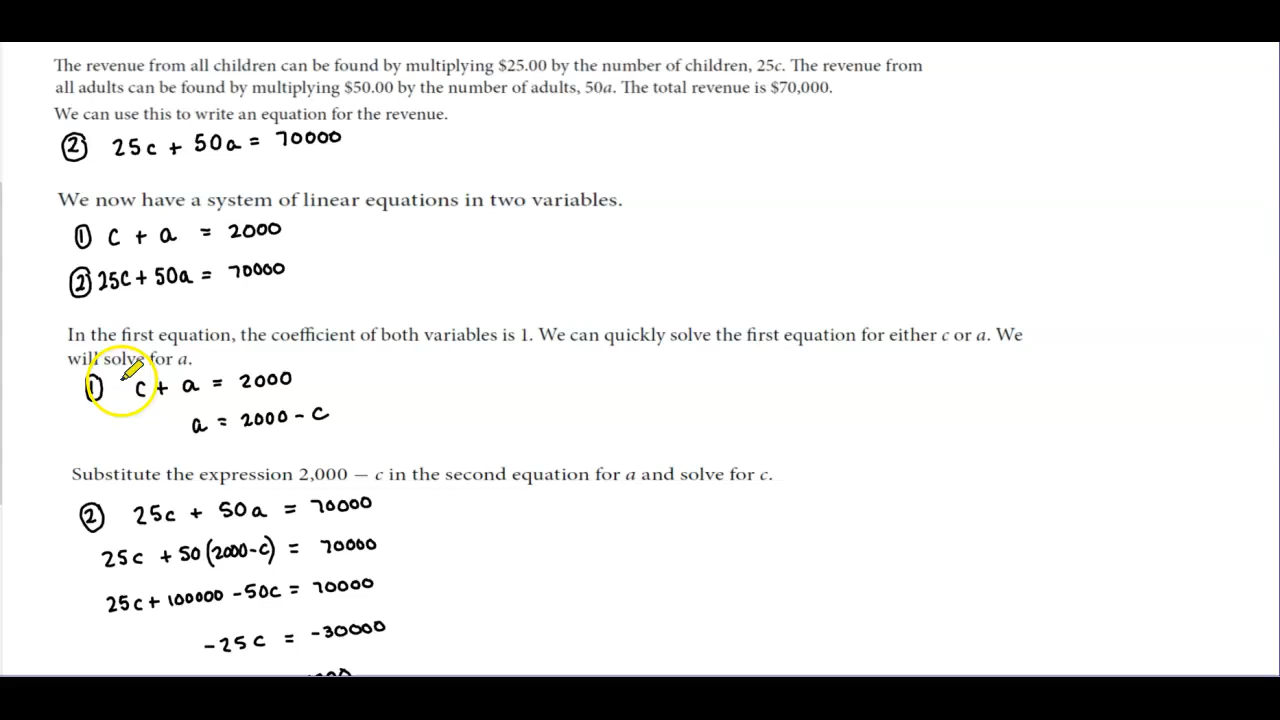 The revenue from all children can be found by multiplying $25.00 by the number of children, 25c. The revenue from
all adults can be found by multiplying $50.00 by the number of adults, 50a. The total revenue is $70,000.
We can use this to write an equation for the revenue.
② 25c + 50a = 70000
We now have a system of linear equations in two variables.
① c + a = 2000
② 25c + 50a = 70000
In the first equation, the coefficient of both variables is 1. We can quickly solve the first equation for either c or a. We
will solve for a.
① c + a = 2000
a = 2000 - c
Substitute the expression 2,000 − c in the second equation for a and solve for c.
② 25c + 50a = 70000
25c + 50(2000-c) = 70000
25c + 100000 - 50c = 70000
-25c = -30000